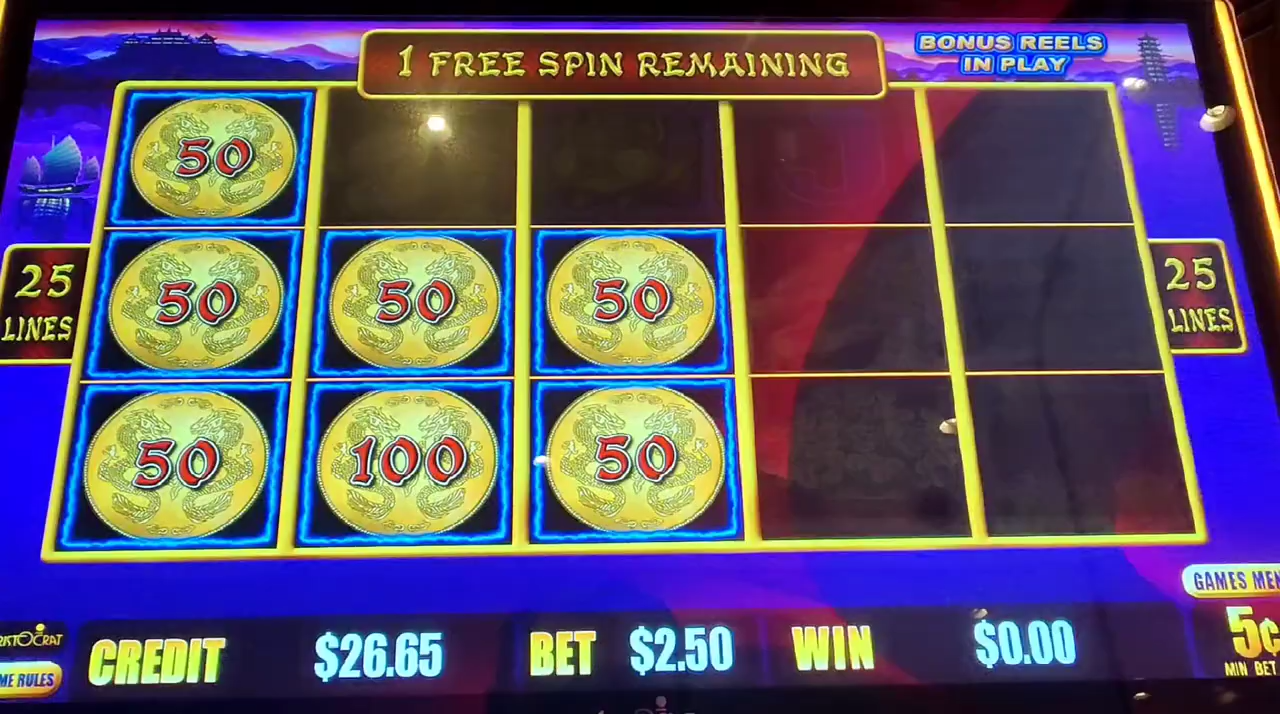 1 FREE SPIN REMAINING
BONUS REELS
IN PLAY
50
25
LINES
50
50
50
25
LINES
50
100
50
GAMES MEN
CREDIT
$26.65
BET
$2.50
WIN
$0.00
5¢
MIN BET
RISTOCRAT
ME RULES